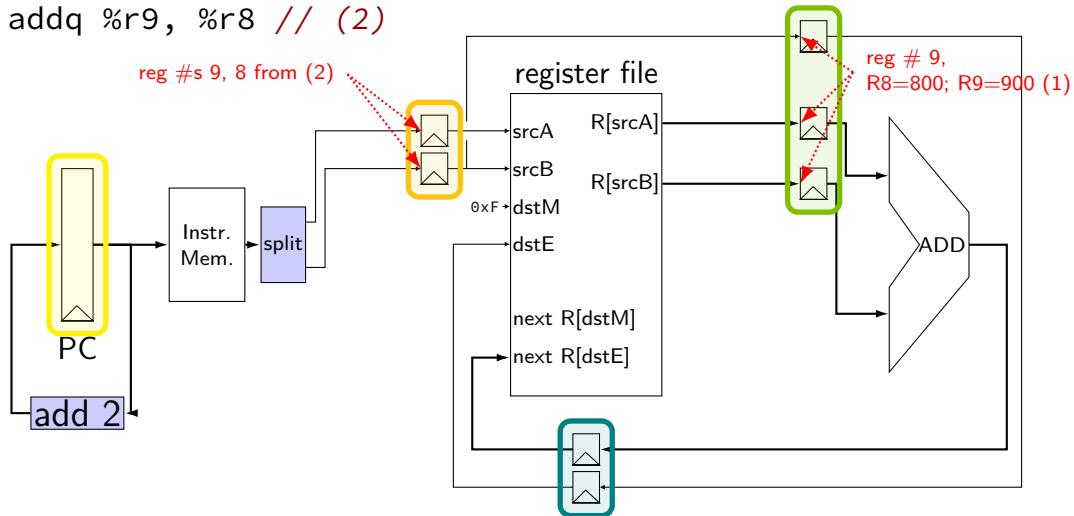 addq %r9, %r8 // (2)
reg #s 9, 8 from (2)
register file
reg # 9,
R8=800; R9=900 (1)
srcA
R[srcA]
srcB
R[srcB]
0xF
dstM
dstE
Instr.
Mem.
split
ADD
next R[dstM]
next R[dstE]
PC
add 2